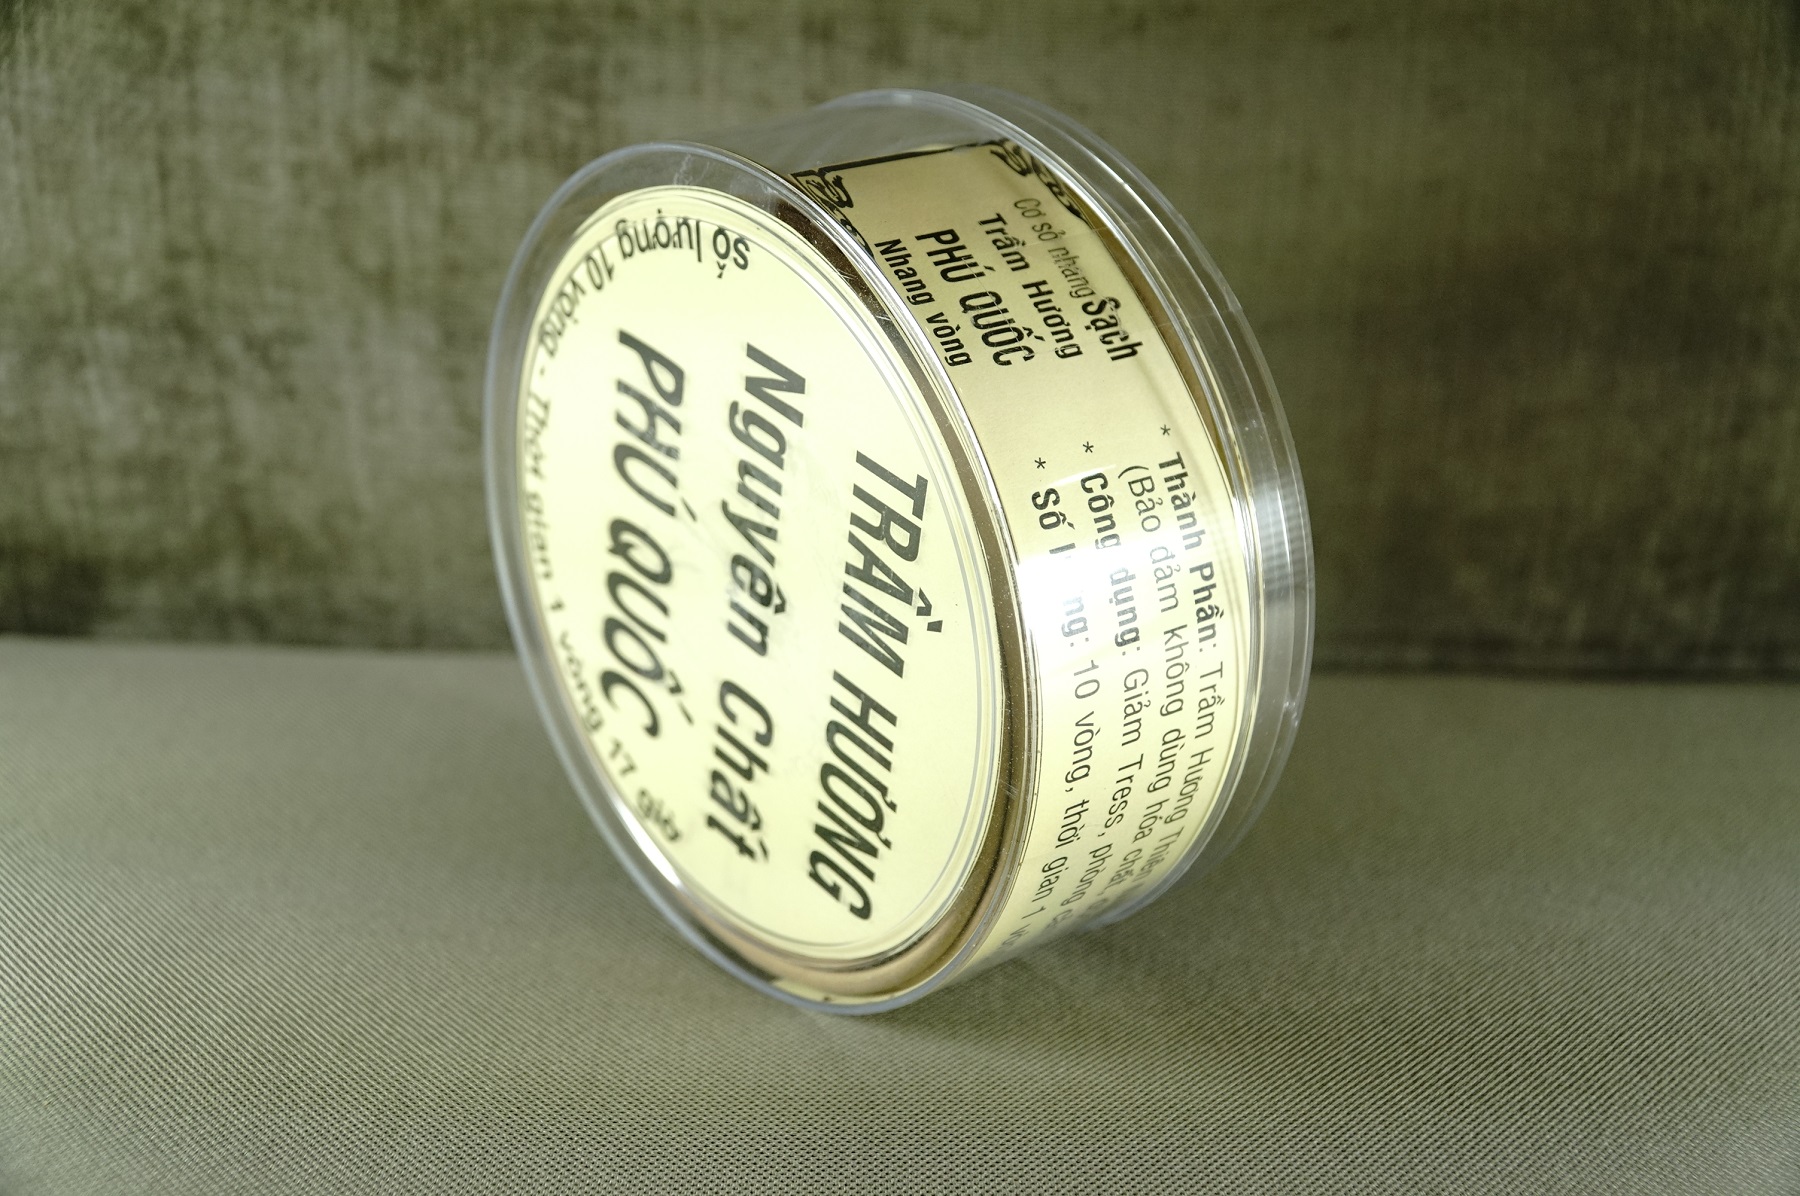 TRẦM HƯƠNG
Nguyên Chất
PHÚ QUỐC
số lượng 10 vòng - Thời gian 1 vòng 17 giờ
Cơ sở nhang Sạch
Trầm Hương
PHÚ QUỐC
Nhang vòng
* Thành Phần: Trầm Hương Thiên
(Bảo đảm không dùng hóa chất
* Công dụng: Giảm Tress, phòng
* Số lượng: 10 vòng, thời gian 1